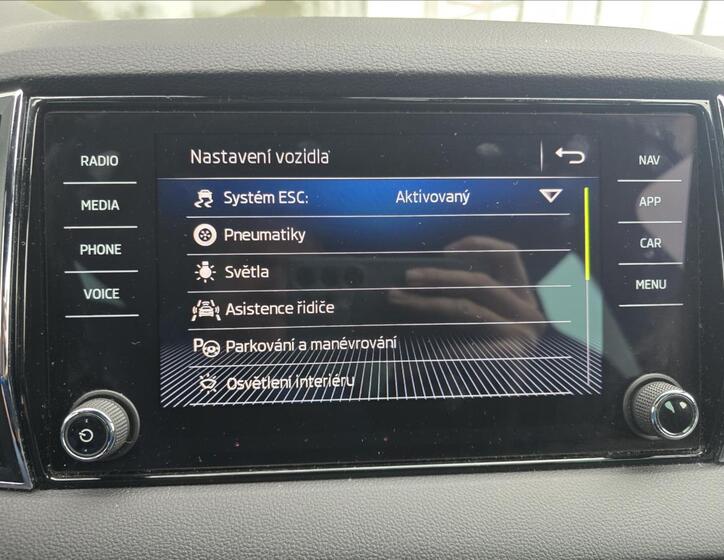 Nastavení vozidla
RADIO
MEDIA
PHONE
VOICE
Systém ESC: Aktivovaný
Pneumatiky
Světla
Asistence řidiče
Parkování a manévrování
Osvětlení interiéru
NAV
APP
CAR
MENU